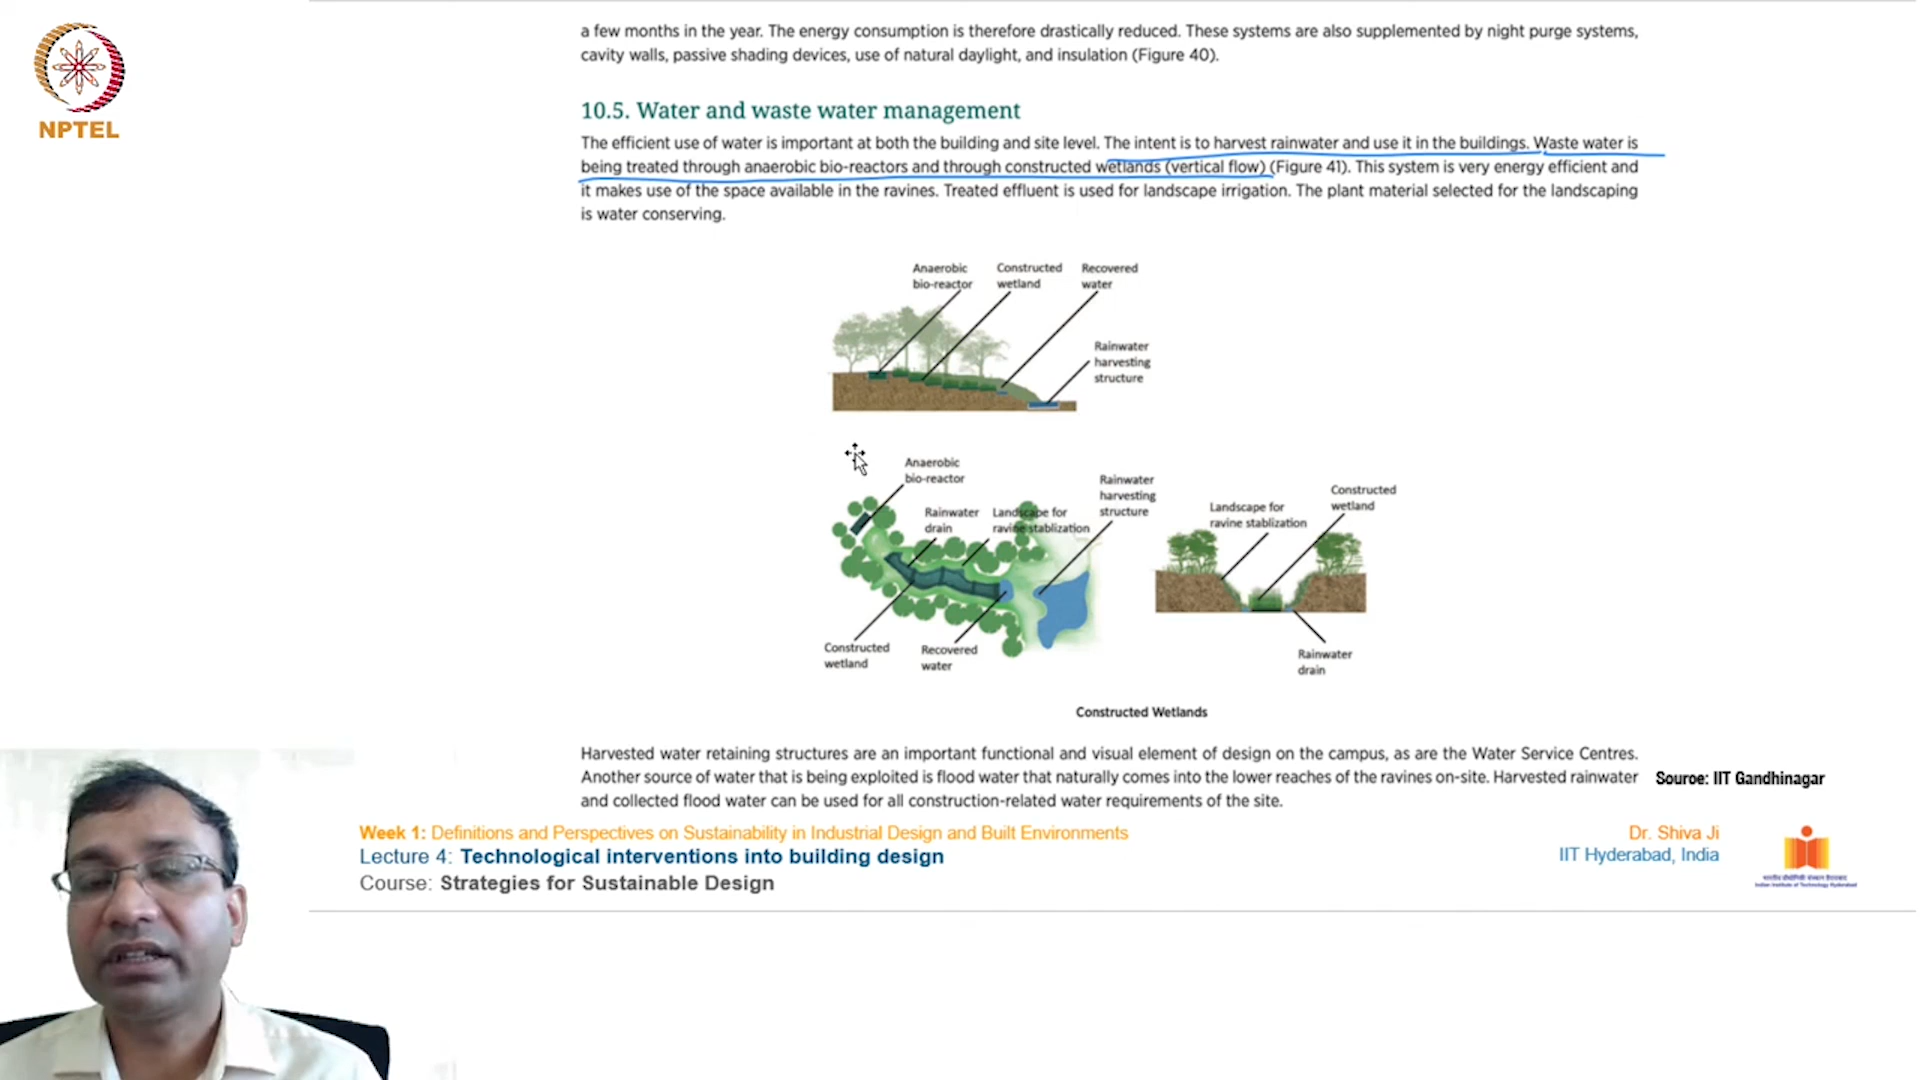 NPTEL
a few months in the year. The energy consumption is therefore drastically reduced. These systems are also supplemented by night purge systems,
cavity walls, passive shading devices, use of natural daylight, and insulation (Figure 40).
10.5. Water and waste water management
The efficient use of water is important at both the building and site level. The intent is to harvest rainwater and use it in the buildings. Waste water is
being treated through anaerobic bio-reactors and through constructed wetlands (vertical flow) (Figure 41). This system is very energy efficient and
it makes use of the space available in the ravines. Treated effluent is used for landscape irrigation. The plant material selected for the landscaping
is water conserving.
Anaerobic
bio-reactor
Constructed
wetland
Recovered
water
Rainwater
harvesting
structure
Anaerobic
bio-reactor
Rainwater
drain
Landscape for
ravine stablization
Rainwater
harvesting
structure
Constructed
wetland
Recovered
water
Landscape for
ravine stablization
Constructed
wetland
Rainwater
drain
Constructed Wetlands
Harvested water retaining structures are an important functional and visual element of design on the campus, as are the Water Service Centres.
Another source of water that is being exploited is flood water that naturally comes into the lower reaches of the ravines on-site. Harvested rainwater
and collected flood water can be used for all construction-related water requirements of the site.
Souroe: IIT Gandhinagar
Week 1: Definitions and Perspectives on Sustainability in Industrial Design and Built Environments
Lecture 4: Technological interventions into building design
Course: Strategies for Sustainable Design
Dr. Shiva Ji
IIT Hyderabad, India
Indian Institute of Technology Hyderabad